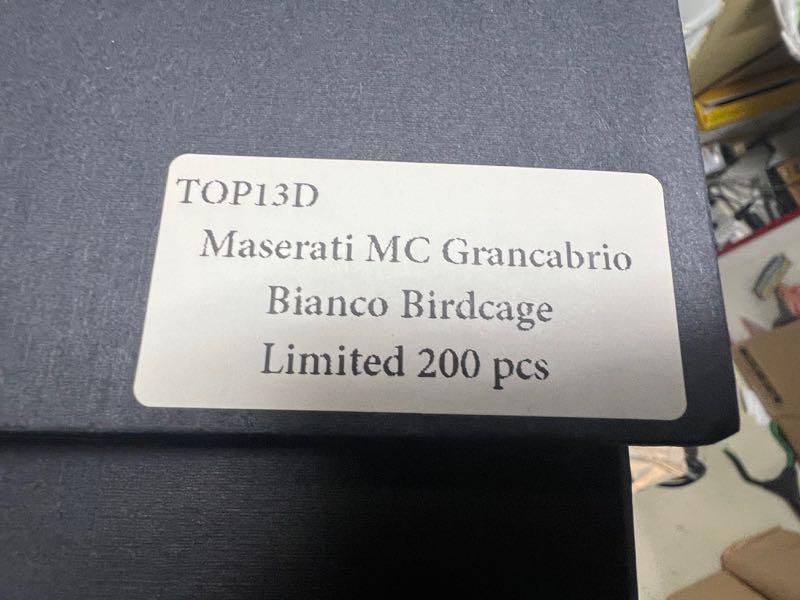 TOP13D
Maserati MC Grancabrio
Bianco Birdcage
Limited 200 pcs